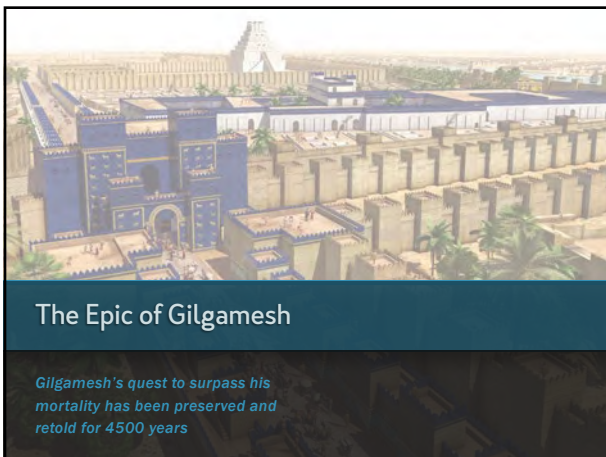 The Epic of Gilgamesh
Gilgamesh's quest to surpass his
mortality has been preserved and
retold for 4500 years